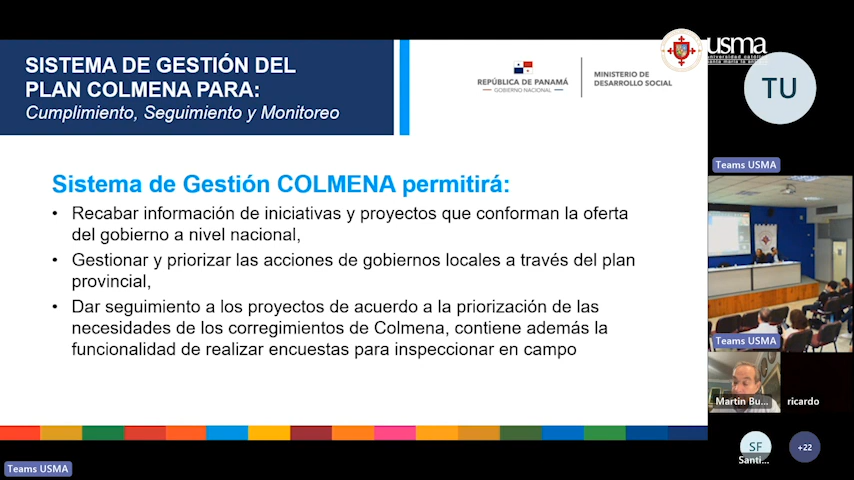 SISTEMA DE GESTIÓN DEL
PLAN COLMENA PARA:
Cumplimiento, Seguimiento y Monitoreo
REPÚBLICA DE PANAMÁ
GOBIERNO NACIONAL
MINISTERIO DE
DESARROLLO SOCIAL
usma
Sistema de Gestión COLMENA permitirá:
• Recabar información de iniciativas y proyectos que conforman la oferta
del gobierno a nivel nacional,
• Gestionar y priorizar las acciones de gobiernos locales a través del plan
provincial,
• Dar seguimiento a los proyectos de acuerdo a la priorización de las
necesidades de los corregimientos de Colmena, contiene además la
funcionalidad de realizar encuestas para inspeccionar en campo
Teams USMA
TU
Teams USMA
Teams USMA
Martin Bu...
ricardo
SF
Santi...
+22